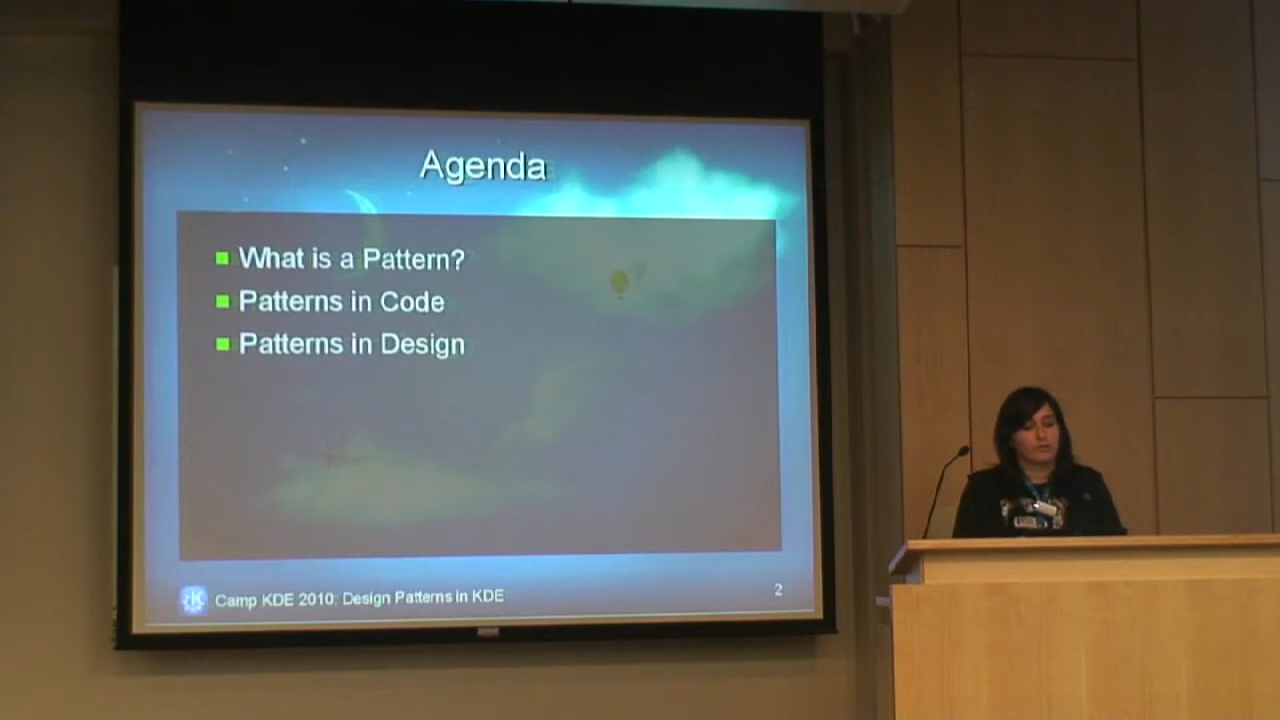 Agenda
What is a Pattern?
Patterns in Code
Patterns in Design
Camp KDE 2010: Design Patterns in KDE
2